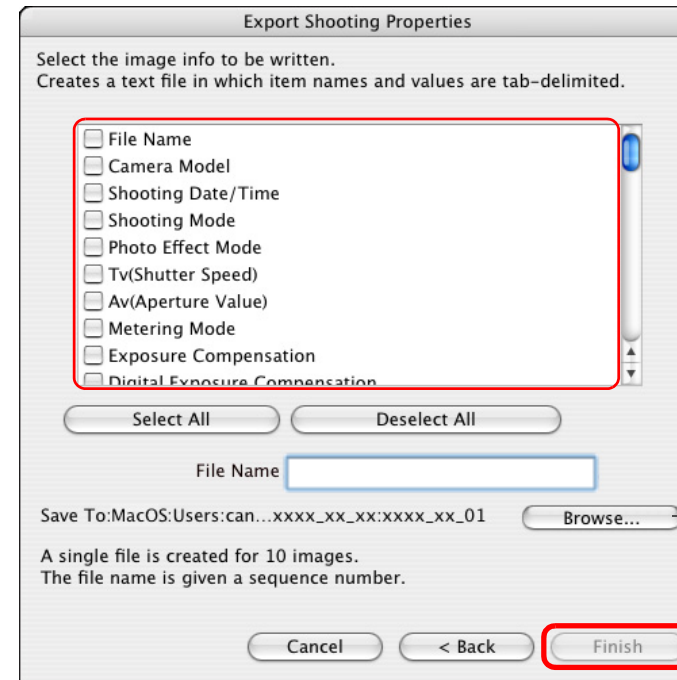 Export Shooting Properties
Select the image info to be written.
Creates a text file in which item names and values are tab-delimited.
File Name
Camera Model
Shooting Date/Time
Shooting Mode
Photo Effect Mode
Tv(Shutter Speed)
Av(Aperture Value)
Metering Mode
Exposure Compensation
Digital Exposure Compensation
Select All Deselect All
File Name
Save To:MacOS:Users:can...xxxx_xx_xx:xxxx_xx_01 Browse...
A single file is created for 10 images.
The file name is given a sequence number.
Cancel < Back Finish